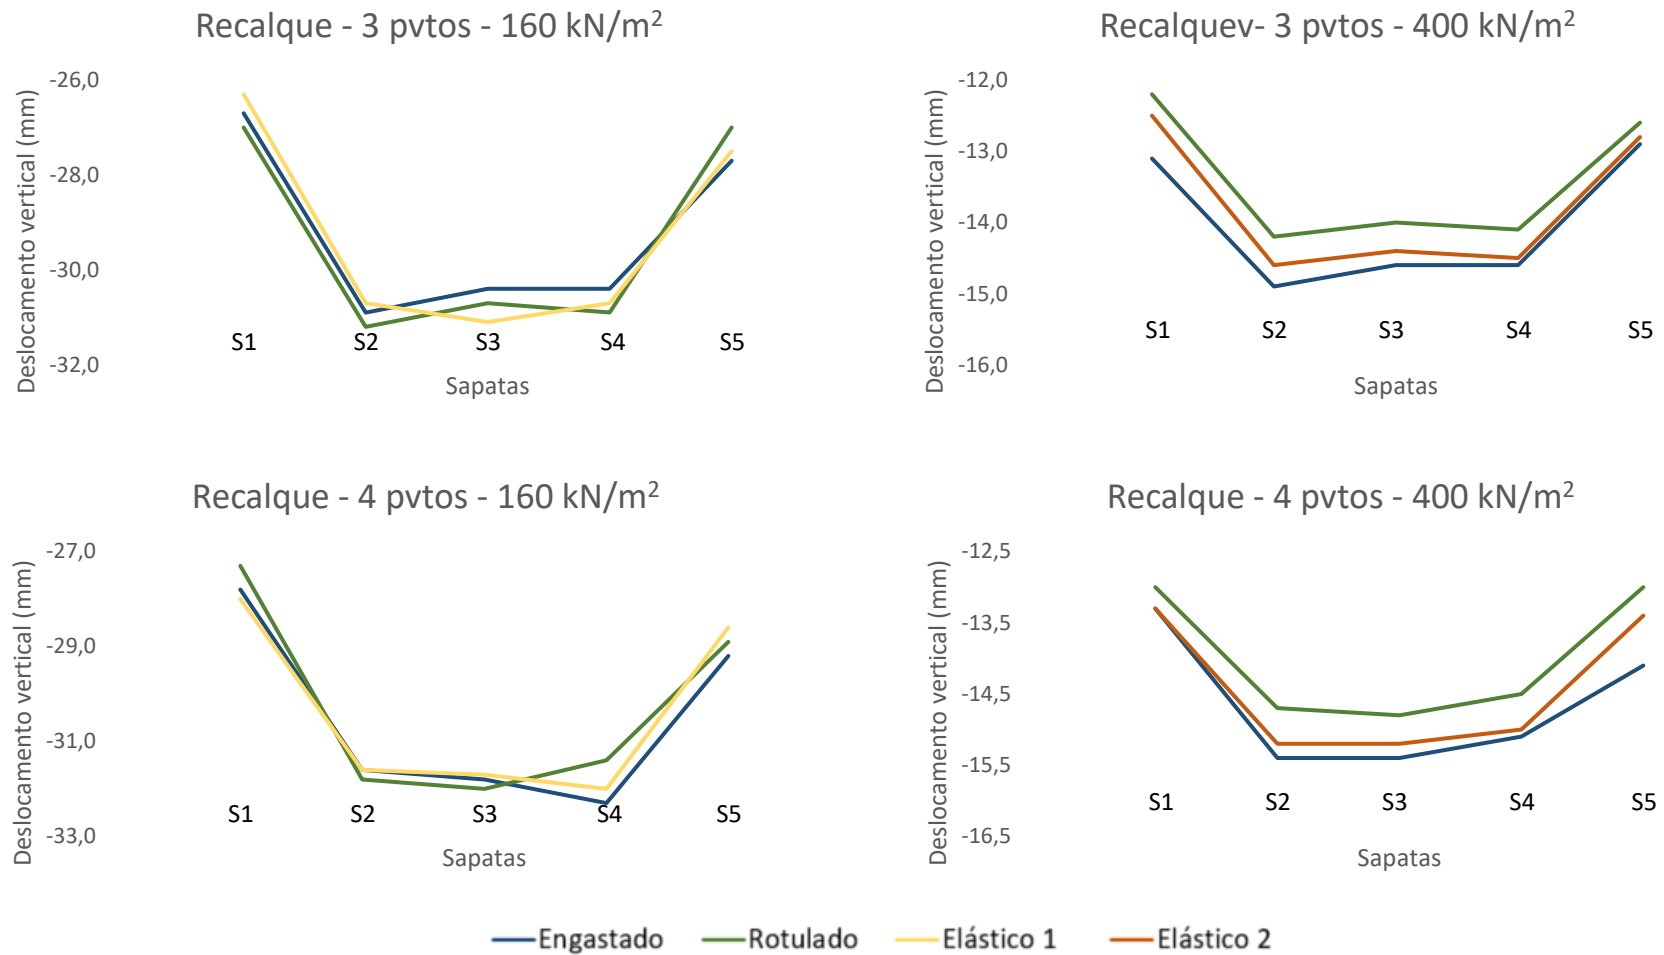 Recalque - 3 pvtos - 160 kN/m²
Deslocamento vertical (mm)
-26,0
-28,0
-30,0
-32,0
S1 S2 S3 S4 S5
Sapatas
Recalquev- 3 pvtos - 400 kN/m²
Deslocamento vertical (mm)
-12,0
-13,0
-14,0
-15,0
-16,0
S1 S2 S3 S4 S5
Sapatas
Recalque - 4 pvtos - 160 kN/m²
Deslocamento vertical (mm)
-27,0
-29,0
-31,0
-33,0
S1 S2 S3 S4 S5
Sapatas
Recalque - 4 pvtos - 400 kN/m²
Deslocamento vertical (mm)
-12,5
-13,5
-14,5
-15,5
-16,5
S1 S2 S3 S4 S5
Sapatas
Engastado Rotulado Elástico 1 Elástico 2